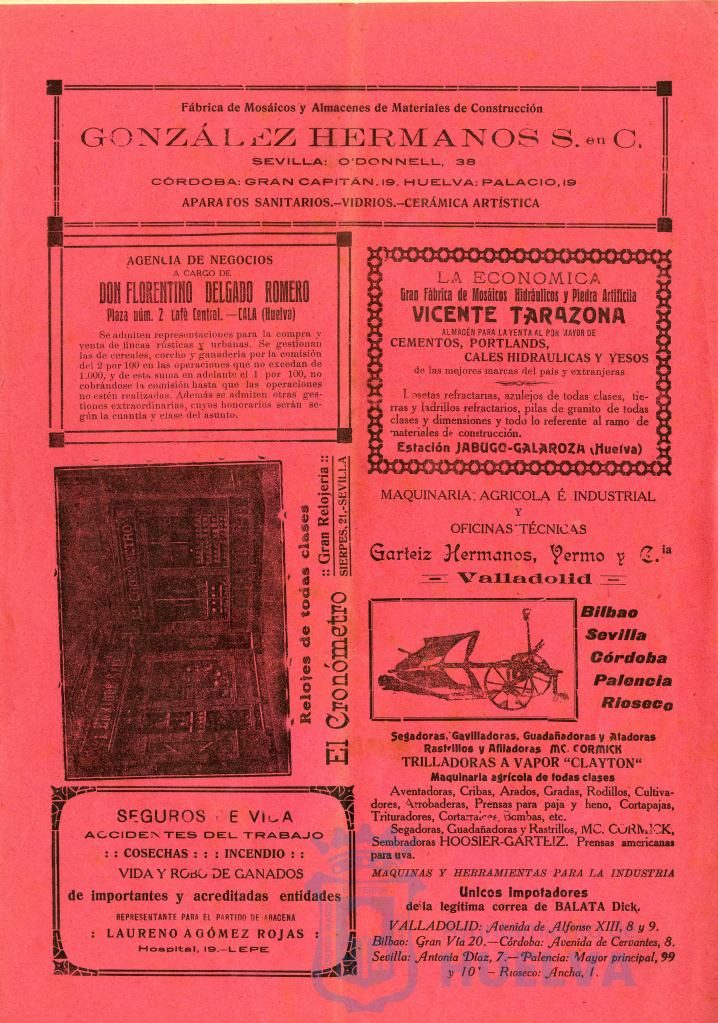 Fábrica de Mosáicos y Almacenes de Materiales de Construcción
GONZÁLEZ HERMANOS S. en C.
SEVILLA: O'DONNELL, 38
CÓRDOBA: GRAN CAPITÁN, 19. HUELVA: PALACIO, 19
APARATOS SANITARIOS.-VIDRIOS.-CERÁMICA ARTÍSTICA
AGENCIA DE NEGOCIOS
A CARGO DE
DON FLORENTINO DELGADO ROMERO
Plaza núm. 2 Lafé Central.—CALA (Huelva)
Se admiten representaciones para la compra y
venta de fincas rústicas y urbanas. Se gestionan
las de cereales, corcho y ganadería por la comisión
del 2 por 100 en las operaciones que no excedan de
1.000, y de esta suma en adelante el 1 por 100, no
cobrándose la comisión hasta que las operaciones
no estén realizadas. Además se admiten otras ges-
tiones extraordinarias, cuyos honorarios serán se-
gún la cuantía y clase del asunto.
LA ECONOMICA
Gran Fábrica de Mosáicos Hidráulicos y Piedra Artificila
VICENTE TARAZONA
ALMACÉN PARA LA VENTA AL POR MAYOR DE
CEMENTOS, PORTLANDS,
CALES HIDRAULICAS Y YESOS
de las mejores marcas del país y extranjeras
Losetas refractarias, azulejos de todas clases, tie-
rras y ladrillos refractarios, pilas de granito de todas
clases y dimensiones y todo lo referente al ramo de
materiales de construcción.
Estación JABUGO-GALAROZA (Huelva)
EL CRONOMETRO
Relojes de todas clases
El Cronómetro
:: Gran Relojería ::
SIERPES, 21.-SEVILLA
MAQUINARIA AGRICOLA É INDUSTRIAL
Y
OFICINAS TÉCNICAS
Garteiz Hermanos, Yermo y C.ia
— Valladolid —
Bilbao
Sevilla
Córdoba
Palencia
Rioseco
Segadoras, Gavilladoras, Guadañadoras y Atadoras
Rastrillos y Afiladoras MC. CORMICK
TRILLADORAS A VAPOR "CLAYTON"
Maquinaria agrícola de todas clases
Aventadoras, Cribas, Arados, Gradas, Rodillos, Cultiva-
dores, Arrobaderas, Prensas para paja y heno, Cortapajas,
Trituradores, Cortarraíces, Bombas, etc.
Segadoras, Guadañadoras y Rastrillos, MC. CORMICK,
Sembradoras HOOSIER-GARTEIZ. Prensas americanas
para uva.
MAQUINAS Y HERRAMIENTAS PARA LA INDUSTRIA
Unicos Impotadores
de la legítima correa de BALATA Dick.
VALLADOLID: Avenida de Alfonso XIII, 8 y 9.
Bilbao: Gran Vía 20.—Córdoba: Avenida de Cervantes, 8.
Sevilla: Antonia Díaz, 7.—Palencia: Mayor principal, 99
y 101 — Rioseco: Ancha, 1.
SEGUROS DE VIDA
ACCIDENTES DEL TRABAJO
:: COSECHAS : : : INCENDIO ::
VIDA Y ROBO DE GANADOS
de importantes y acreditadas entidades
REPRESENTANTE PARA EL PARTIDO DE ARACENA
: LAURENO AGÓMEZ ROJAS :
Hospital, 19.—LEPE
HUELVA